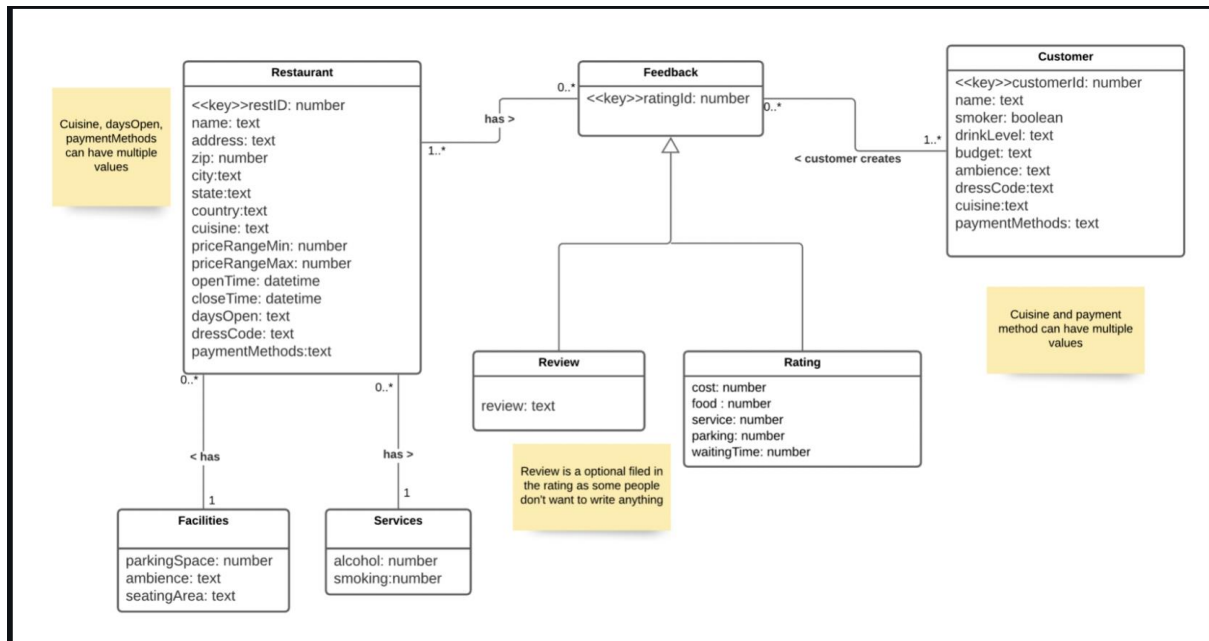 Restaurant
<<key>>restID: number
name: text
address: text
zip: number
city:text
state:text
country:text
cuisine: text
priceRangeMin: number
priceRangeMax: number
openTime: datetime
closeTime: datetime
daysOpen: text
dressCode: text
paymentMethods:text
Cuisine, daysOpen,
paymentMethods
can have multiple
values
0..*
has >
1..*
Feedback
<<key>>ratingId: number
0..*
< customer creates
1..*
Customer
<<key>>customerId: number
name: text
smoker: boolean
drinkLevel: text
budget: text
ambience: text
dressCode:text
cuisine:text
paymentMethods: text
Cuisine and payment
method can have multiple
values
Review
review: text
Rating
cost: number
food : number
service: number
parking: number
waitingTime: number
Review is a optional filed in
the rating as some people
don't want to write anything
0..*
< has
1
0..*
has >
1
Facilities
parkingSpace: number
ambience: text
seatingArea: text
Services
alcohol: number
smoking:number